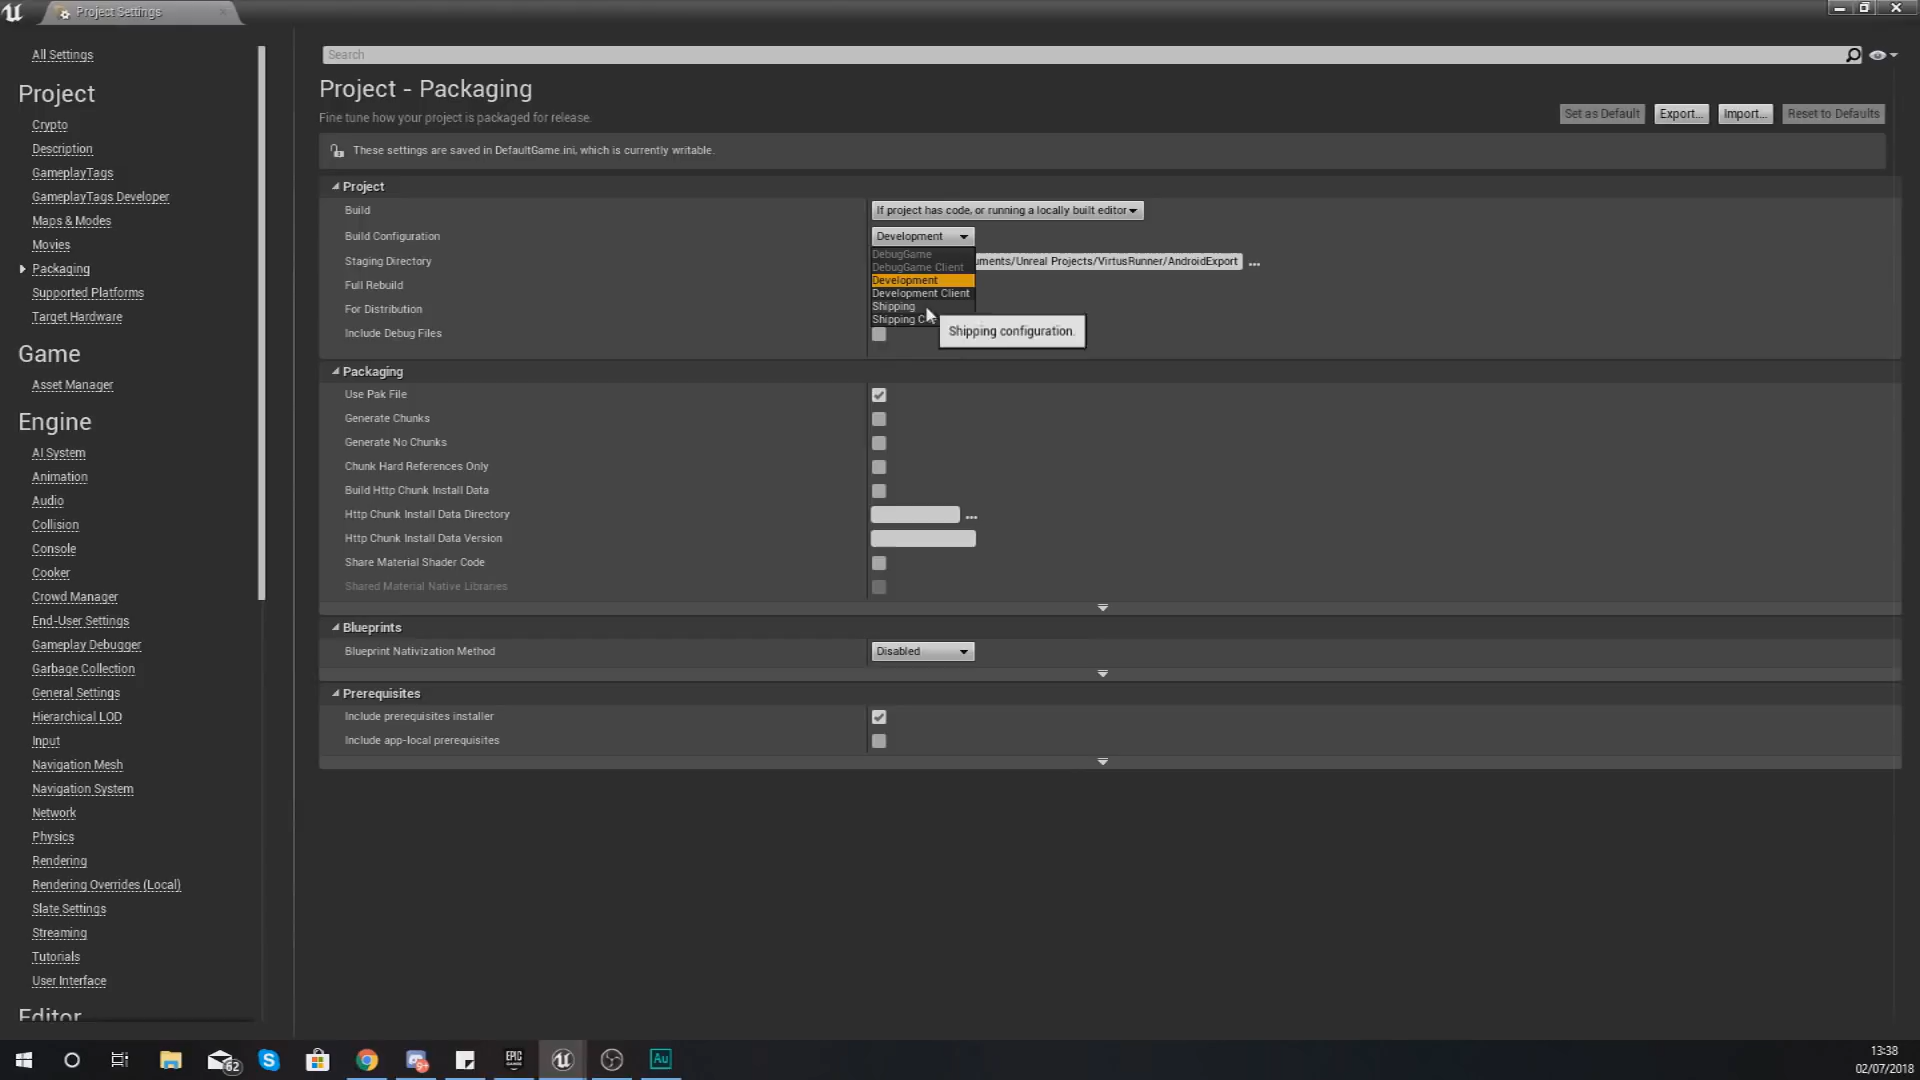 Project Settings
All Settings
Project
Crypto
Description
GameplayTags
GameplayTags Developer
Maps & Modes
Movies
Packaging
Supported Platforms
Target Hardware
Game
Asset Manager
Engine
AI System
Animation
Audio
Collision
Console
Cooker
Crowd Manager
End-User Settings
Gameplay Debugger
Garbage Collection
General Settings
Hierarchical LOD
Input
Navigation Mesh
Navigation System
Network
Physics
Rendering
Rendering Overrides (Local)
Slate Settings
Streaming
Tutorials
User Interface
Editor
Search
Project - Packaging
Fine tune how your project is packaged for release.
Set as Default Export... Import... Reset to Defaults
These settings are saved in DefaultGame.ini, which is currently writable.
Project
Build If project has code, or running a locally built editor
Build Configuration Development
DebugGame
DebugGame Client
Development
Development Client
Shipping
Shipping C
Shipping configuration.
Staging Directory uments/Unreal Projects/VirtusRunner/AndroidExport ...
Full Rebuild
For Distribution
Include Debug Files
Packaging
Use Pak File
Generate Chunks
Generate No Chunks
Chunk Hard References Only
Build Http Chunk Install Data
Http Chunk Install Data Directory ...
Http Chunk Install Data Version
Share Material Shader Code
Shared Material Native Libraries
Blueprints
Blueprint Nativization Method Disabled
Prerequisites
Include prerequisites installer
Include app-local prerequisites
62
9+
EPIC
GAMES
Au
13:38
02/07/2018